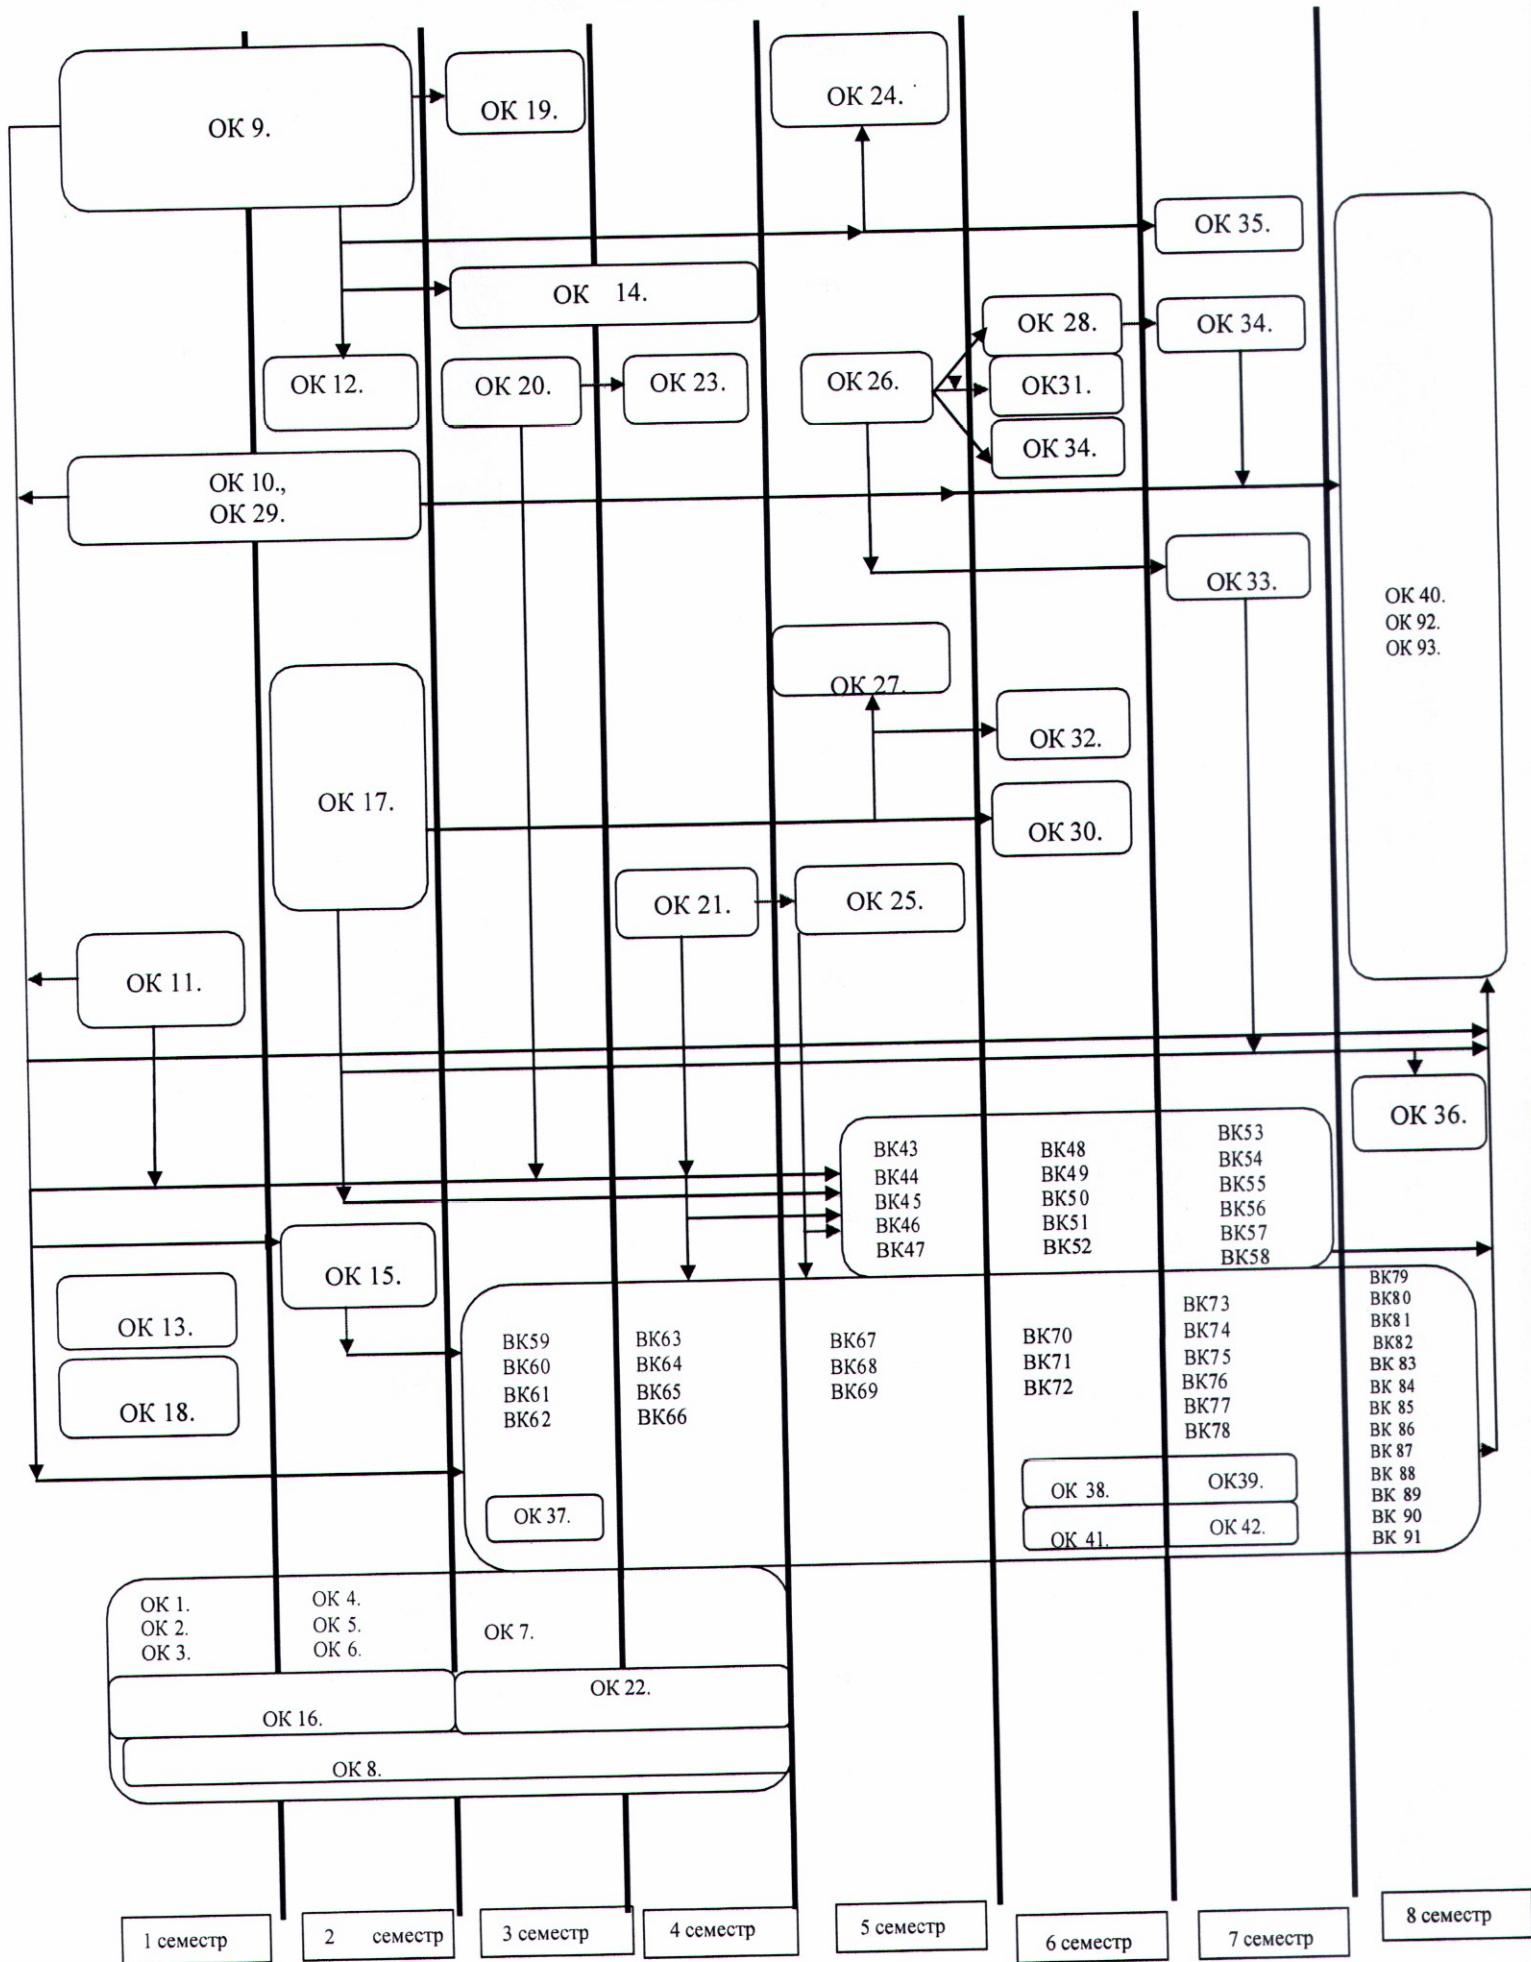 ОК 9.
ОК 19.
ОК 24.
ОК 35.
ОК 14.
ОК 28.
ОК 34.
ОК 12.
ОК 20.
ОК 23.
ОК 26.
ОК31.
ОК 34.
ОК 10.,
ОК 29.
ОК 33.
ОК 40.
ОК 92.
ОК 93.
ОК 27.
ОК 32.
ОК 17.
ОК 30.
ОК 21.
ОК 25.
ОК 11.
ОК 36.
ВК43
ВК44
ВК45
ВК46
ВК47
ВК48
ВК49
ВК50
ВК51
ВК52
ВК53
ВК54
ВК55
ВК56
ВК57
ВК58
ОК 15.
ОК 13.
ОК 18.
ВК59
ВК60
ВК61
ВК62
ВК63
ВК64
ВК65
ВК66
ВК67
ВК68
ВК69
ВК70
ВК71
ВК72
ВК73
ВК74
ВК75
ВК76
ВК77
ВК78
ВК79
ВК80
ВК81
ВК82
ВК 83
ВК 84
ВК 85
ВК 86
ВК 87
ВК 88
ВК 89
ВК 90
ВК 91
ОК 37.
ОК 38.
ОК39.
ОК 41.
ОК 42.
ОК 1.
ОК 2.
ОК 3.
ОК 4.
ОК 5.
ОК 6.
ОК 7.
ОК 22.
ОК 16.
ОК 8.
1 семестр
2 семестр
3 семестр
4 семестр
5 семестр
6 семестр
7 семестр
8 семестр